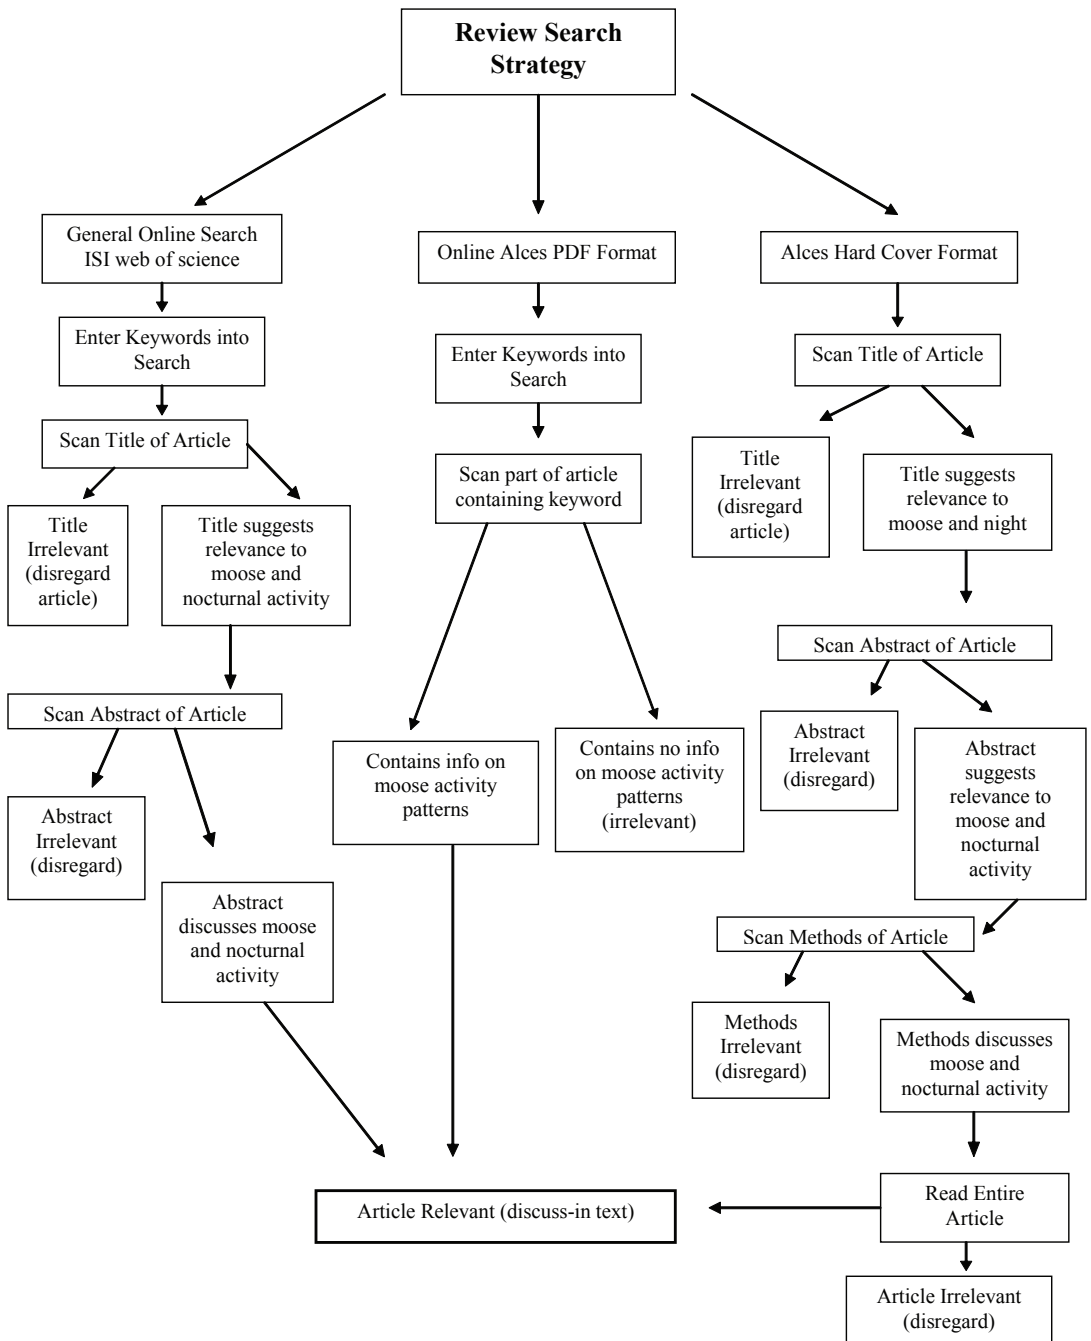 Review Search
Strategy
General Online Search
ISI web of science
Online Alces PDF Format
Alces Hard Cover Format
Enter Keywords into
Search
Enter Keywords into
Search
Scan Title of Article
Scan Title of Article
Title
Irrelevant
(disregard
article)
Title suggests
relevance to
moose and
nocturnal activity
Scan part of article
containing keyword
Title
Irrelevant
(disregard
article)
Title suggests
relevance to
moose and night
Scan Abstract of Article
Scan Abstract of Article
Abstract
Irrelevant
(disregard)
Abstract
discusses moose
and nocturnal
activity
Contains info on
moose activity
patterns
Contains no info
on moose activity
patterns
(irrelevant)
Abstract
Irrelevant
(disregard)
Abstract
suggests
relevance to
moose and
nocturnal
activity
Scan Methods of Article
Methods
Irrelevant
(disregard)
Methods discusses
moose and
nocturnal activity
Article Relevant (discuss-in text)
Read Entire
Article
Article Irrelevant
(disregard)